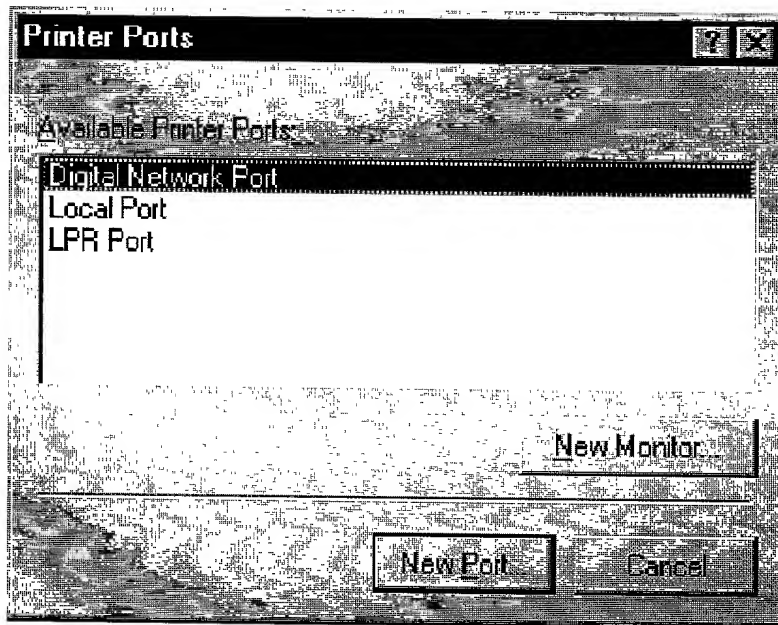 Printer Ports
Available Printer Ports:
Digital Network Port
Local Port
LPR Port
New Monitor...
New Port...
Cancel